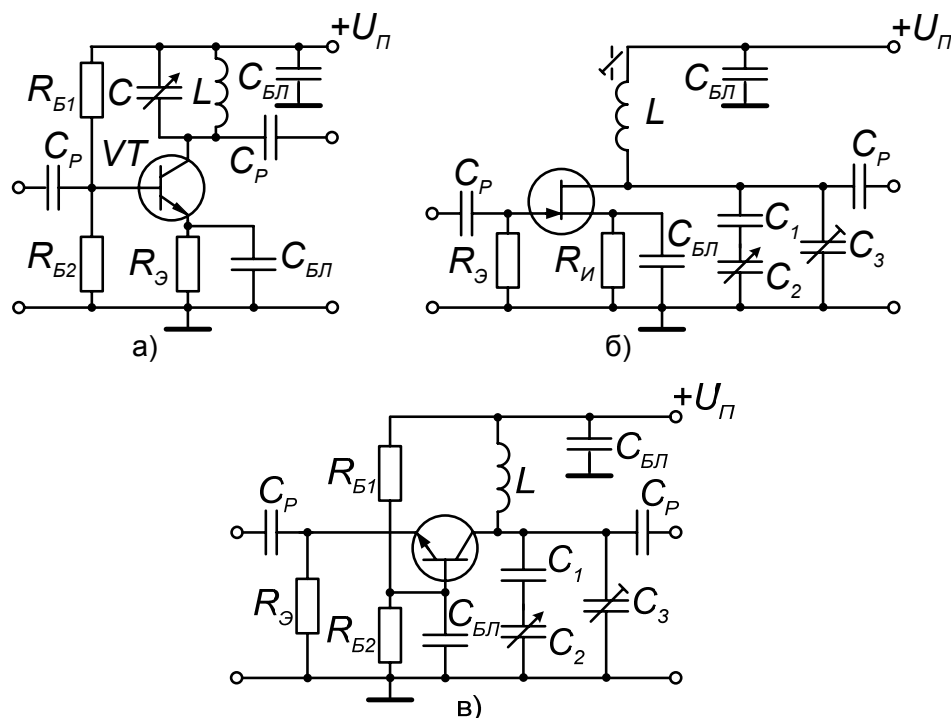 +U_П
R_Б1
C
L
C_БЛ
C_Р
VT
C_Р
R_Б2
R_Э
C_БЛ
а)
+U_П
C_БЛ
L
C_Р
C_Р
R_Э
R_И
C_БЛ
C_1
C_2
C_3
б)
+U_П
R_Б1
L
C_БЛ
C_Р
C_Р
R_Э
R_Б2
C_БЛ
C_1
C_2
C_3
в)